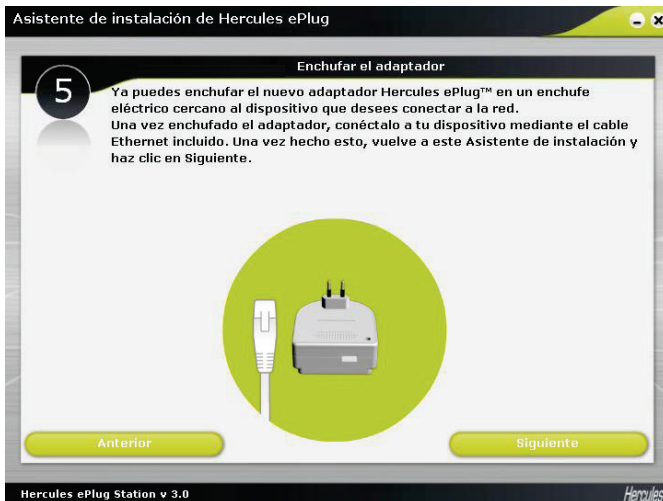 Asistente de instalación de Hercules ePlug
Enchufar el adaptador
5
Ya puedes enchufar el nuevo adaptador Hercules ePlug™ en un enchufe
eléctrico cercano al dispositivo que desees conectar a la red.
Una vez enchufado el adaptador, conéctalo a tu dispositivo mediante el cable
Ethernet incluido. Una vez hecho esto, vuelve a este Asistente de instalación y
haz clic en Siguiente.
Anterior
Siguiente
Hercules ePlug Station v 3.0
Hercules